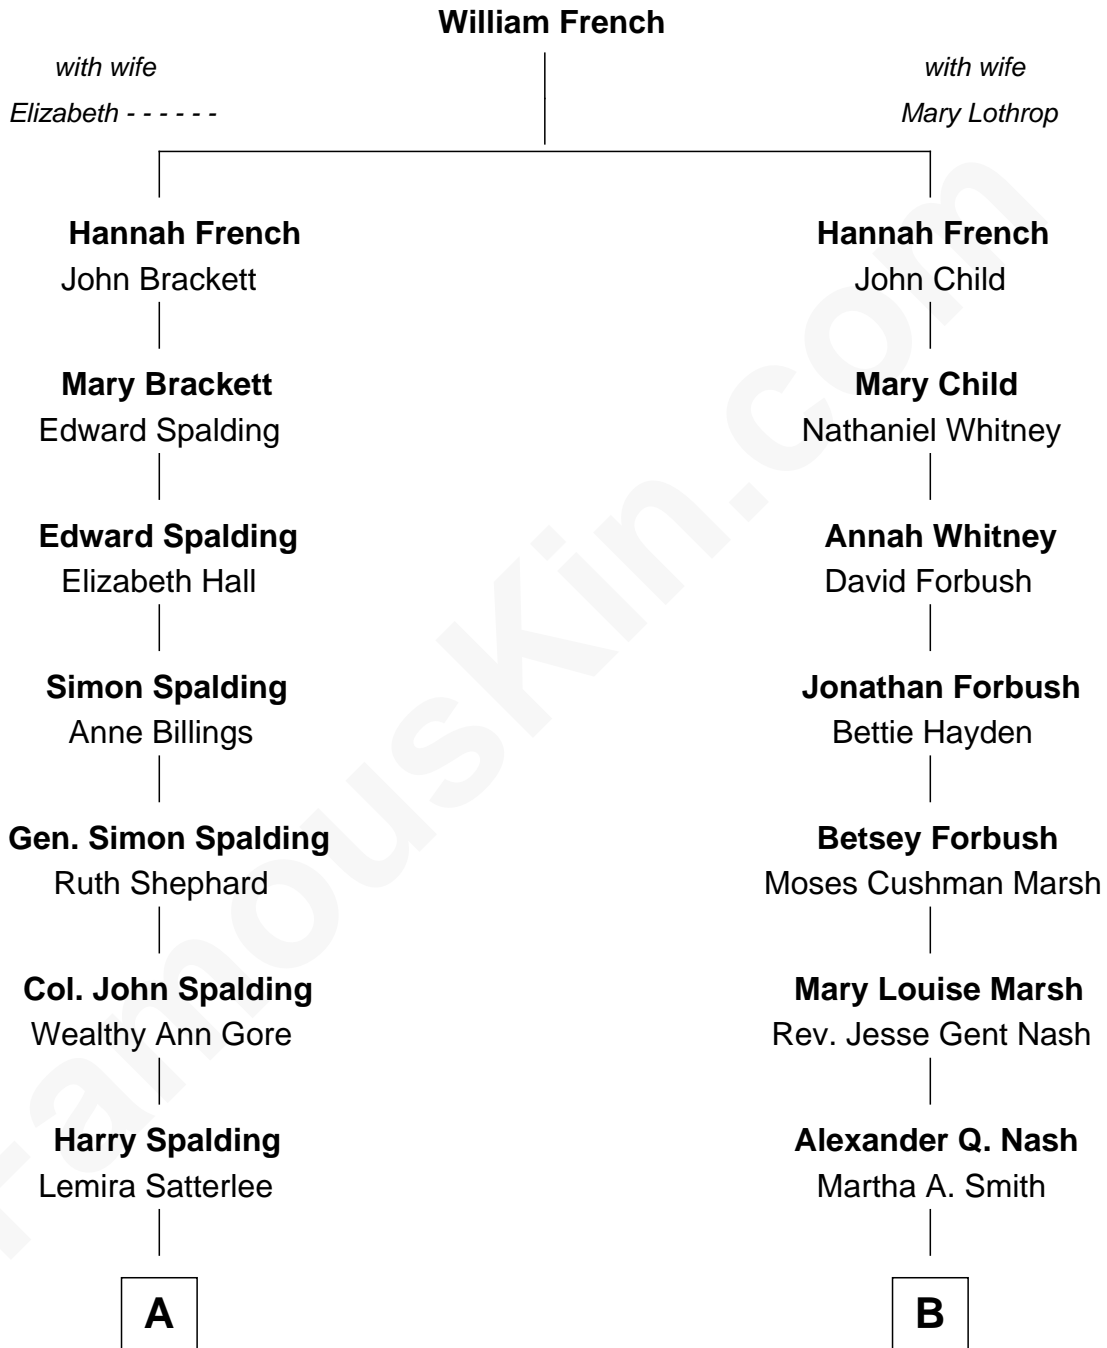 William French
with wife
Elizabeth - - - - - -
with wife
Mary Lothrop
Hannah French
John Brackett
Hannah French
John Child
Mary Brackett
Edward Spalding
Mary Child
Nathaniel Whitney
Edward Spalding
Elizabeth Hall
Annah Whitney
David Forbush
Simon Spalding
Anne Billings
Jonathan Forbush
Bettie Hayden
Gen. Simon Spalding
Ruth Shephard
Betsey Forbush
Moses Cushman Marsh
Col. John Spalding
Wealthy Ann Gore
Mary Louise Marsh
Rev. Jesse Gent Nash
Harry Spalding
Lemira Satterlee
Alexander Q. Nash
Martha A. Smith
A
B
FamousKin.com